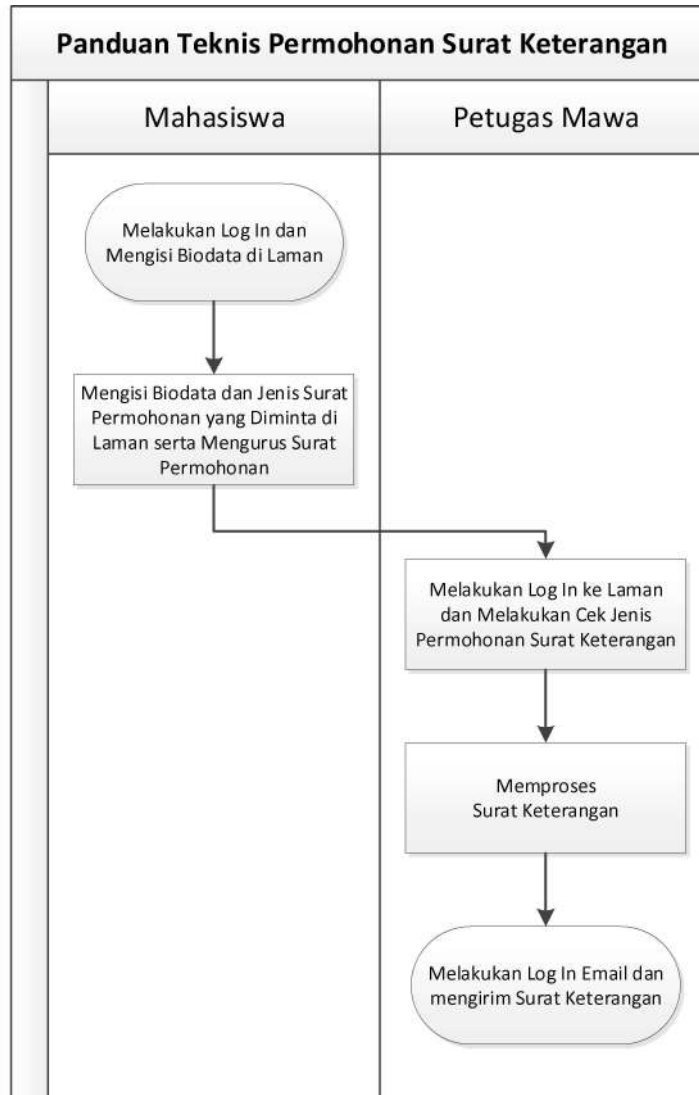 Panduan Teknis Permohonan Surat Keterangan
Mahasiswa
Petugas Mawa
Melakukan Log In dan
Mengisi Biodata di Laman
Mengisi Biodata dan Jenis Surat
Permohonan yang Diminta di
Laman serta Mengurus Surat
Permohonan
Melakukan Log In ke Laman
dan Melakukan Cek Jenis
Permohonan Surat Keterangan
Memproses
Surat Keterangan
Melakukan Log In Email dan
mengirim Surat Keterangan